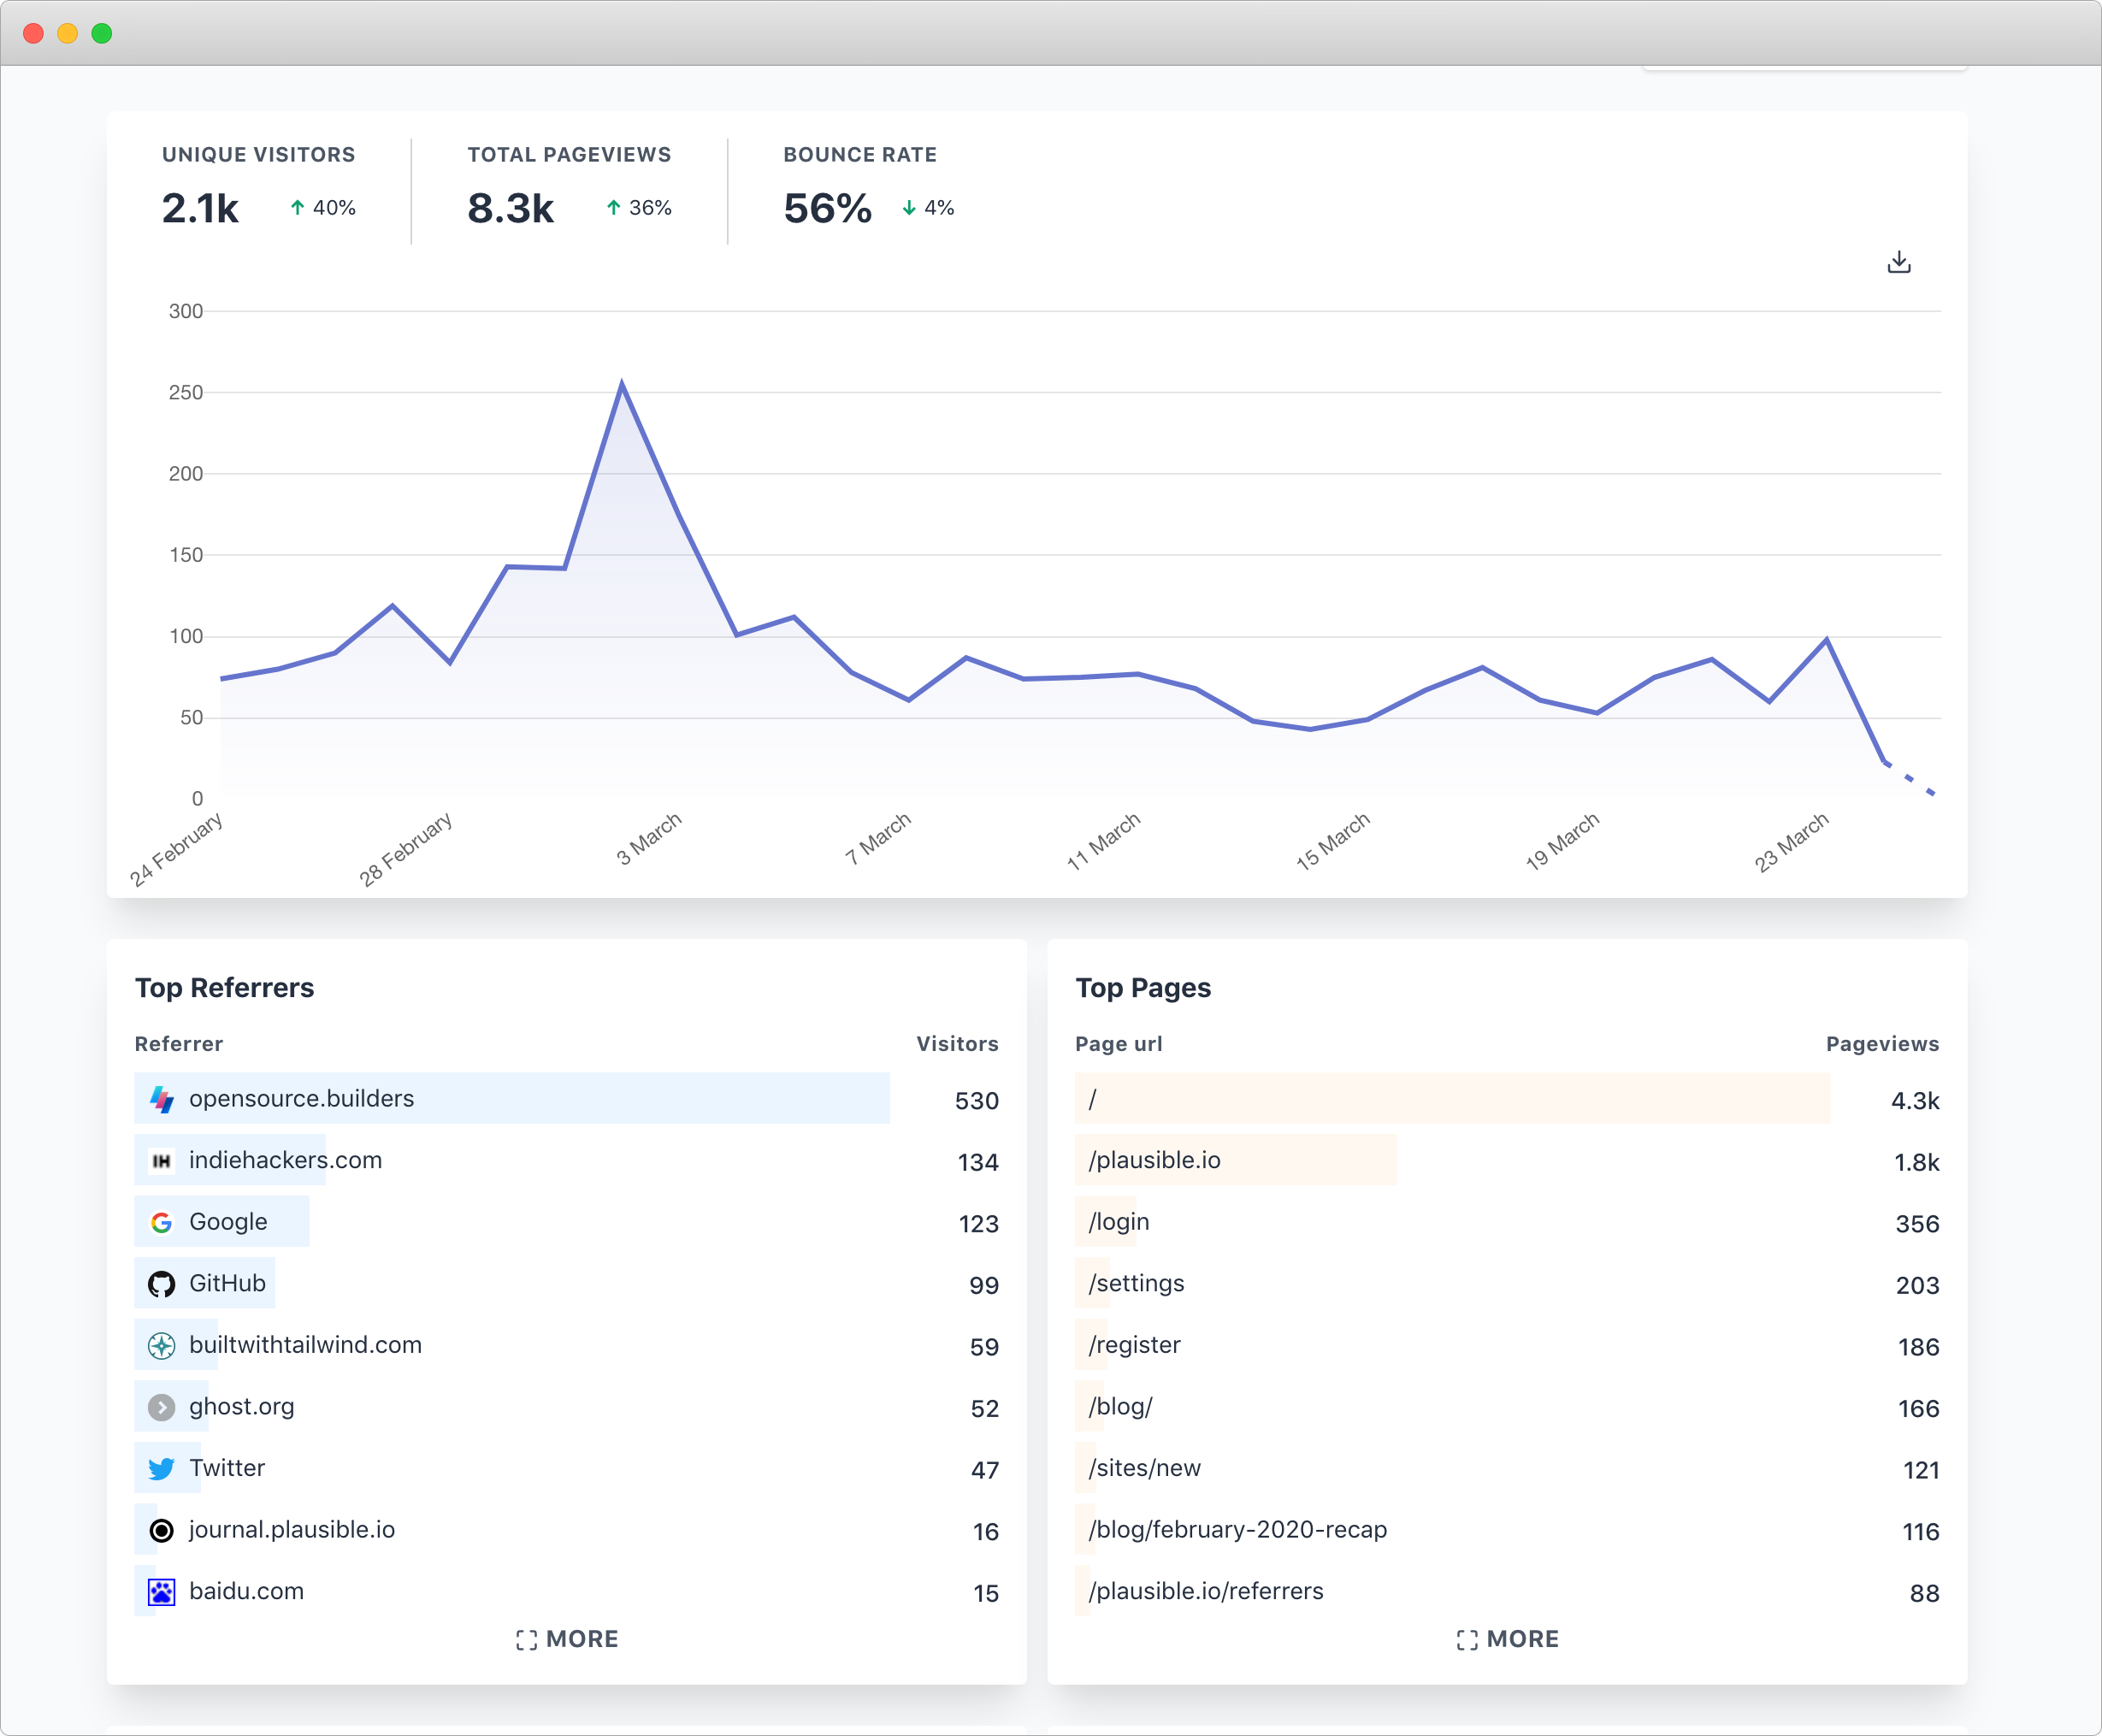 UNIQUE VISITORS
2.1k ↑ 40%
TOTAL PAGEVIEWS
8.3k ↑ 36%
BOUNCE RATE
56% ↓ 4%
300
250
200
150
100
50
0
24 February
28 February
3 March
7 March
11 March
15 March
19 March
23 March
Top Referrers
Referrer Visitors
opensource.builders 530
IH indiehackers.com 134
Google 123
GitHub 99
builtwithtailwind.com 59
ghost.org 52
Twitter 47
journal.plausible.io 16
baidu.com 15
MORE
Top Pages
Page url Pageviews
/ 4.3k
/plausible.io 1.8k
/login 356
/settings 203
/register 186
/blog/ 166
/sites/new 121
/blog/february-2020-recap 116
/plausible.io/referrers 88
MORE